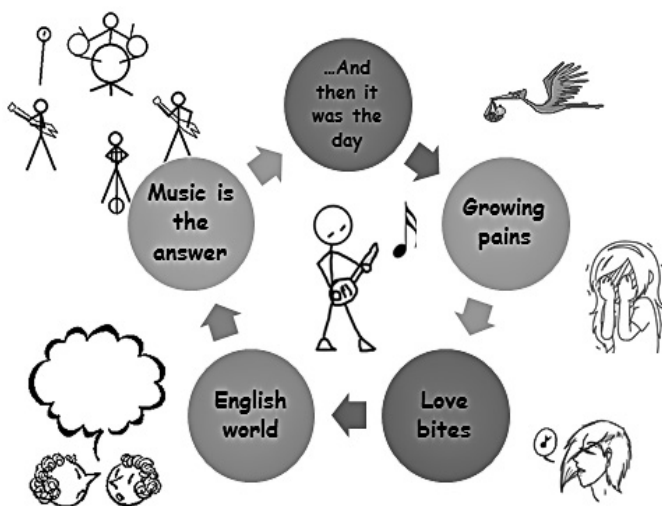 ...And
then it
was the
day
Growing
pains
Love
bites
English
world
Music is
the
answer